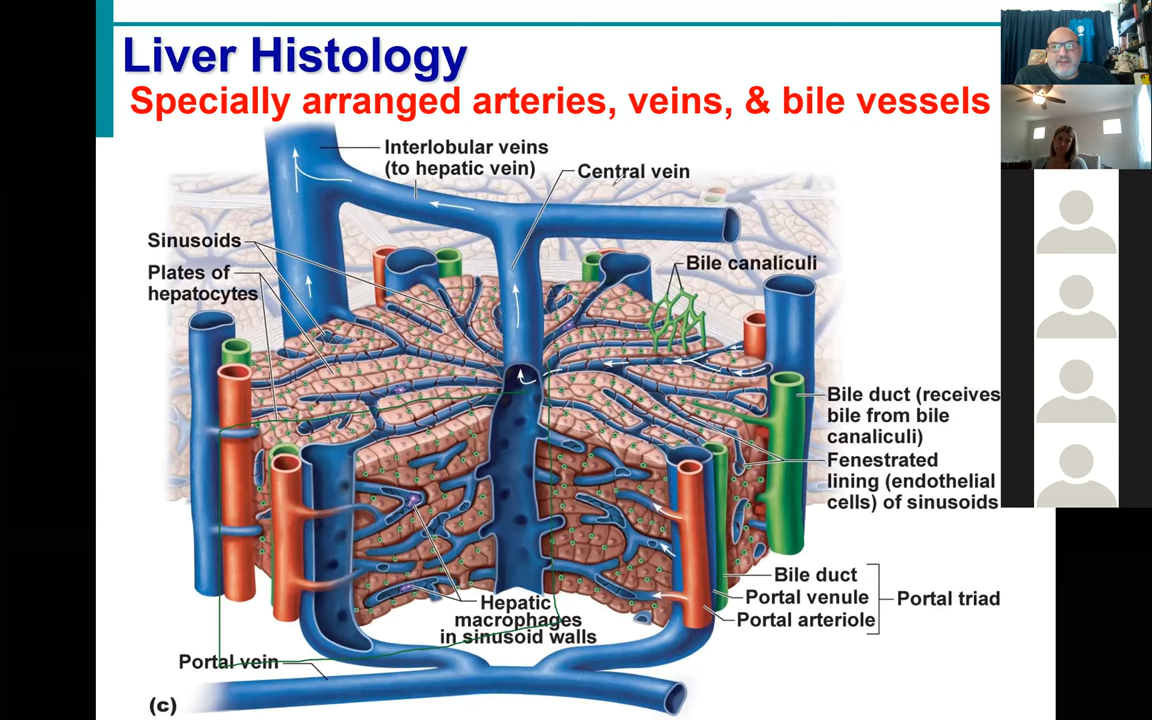 Liver Histology
Specially arranged arteries, veins, & bile vessels
Interlobular veins
(to hepatic vein)
Central vein
Sinusoids
Plates of
hepatocytes
Bile canaliculi
Bile duct (receives
bile from bile
canaliculi)
Fenestrated
lining (endothelial
cells) of sinusoids
Bile duct
Portal venule
Portal arteriole
Portal triad
Hepatic
macrophages
in sinusoid walls
Portal vein
(c)